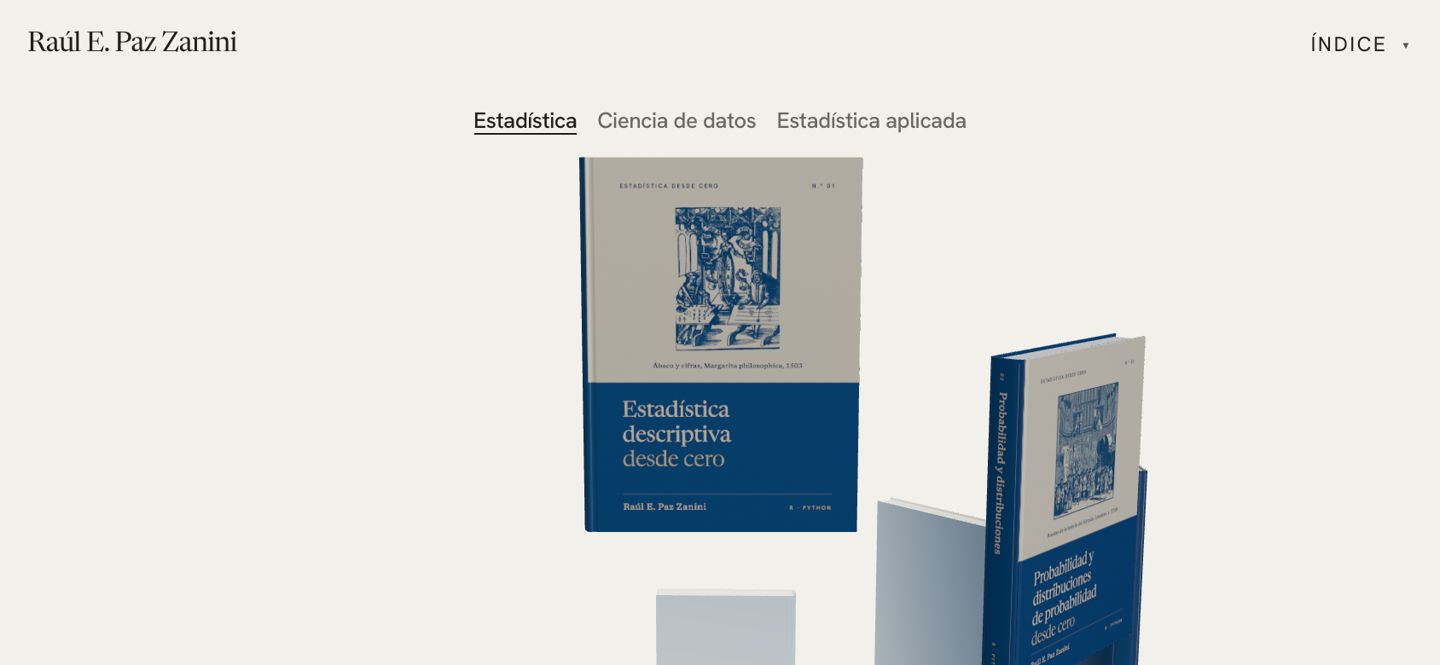 Raúl E. Paz Zanini
ÍNDICE ▾
Estadística Ciencia de datos Estadística aplicada
ESTADÍSTICA DESDE CERO N.º 01
Ábaco y cifras, Margarita philosophica, 1503
Estadística
descriptiva
desde cero
Raúl E. Paz Zanini R · PYTHON
Probabilidad y distribuciones
ESTADÍSTICA DESDE CERO
Probabilidad y
distribuciones
de probabilidad
desde cero
Raúl E. Paz Zanini